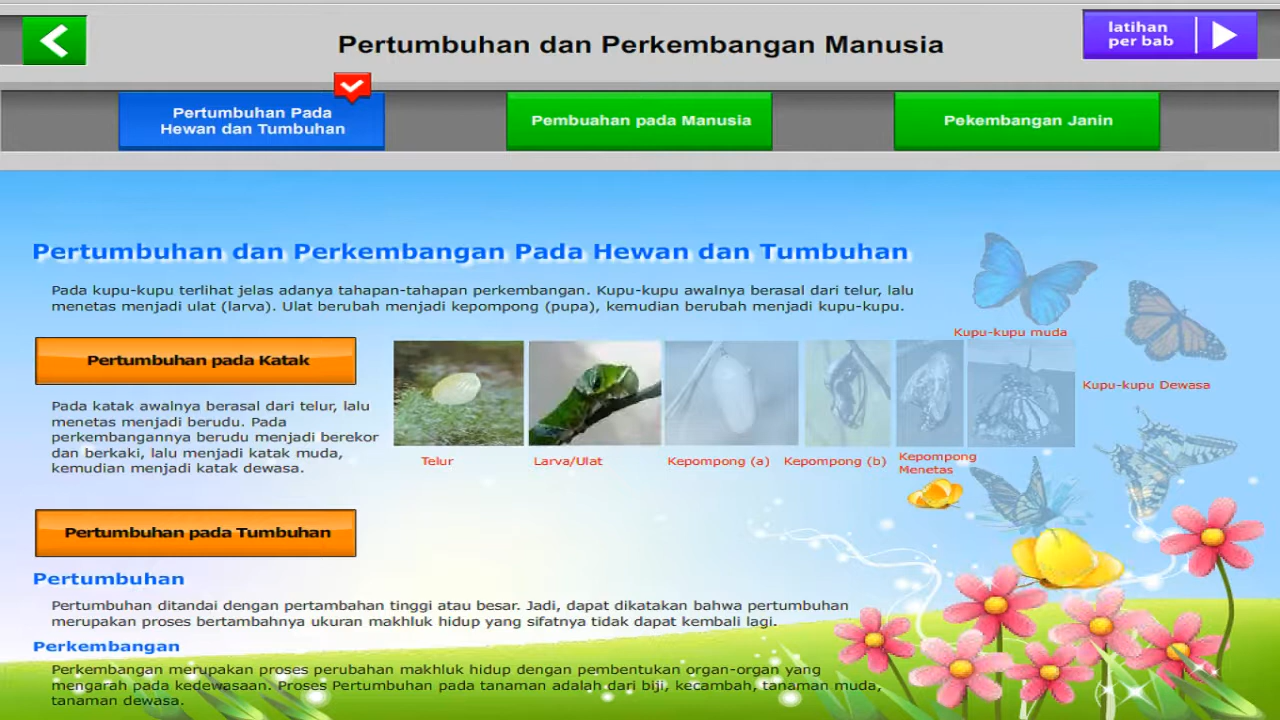 Pertumbuhan dan Perkembangan Manusia
latihan
per bab
Pertumbuhan Pada
Hewan dan Tumbuhan
Pembuahan pada Manusia
Pekembangan Janin
Pertumbuhan dan Perkembangan Pada Hewan dan Tumbuhan
Pada kupu-kupu terlihat jelas adanya tahapan-tahapan perkembangan. Kupu-kupu awalnya berasal dari telur, lalu
menetas menjadi ulat (larva). Ulat berubah menjadi kepompong (pupa), kemudian berubah menjadi kupu-kupu.
Kupu-kupu muda
Kupu-kupu Dewasa
Pertumbuhan pada Katak
Pada katak awalnya berasal dari telur, lalu
menetas menjadi berudu. Pada
perkembangannya berudu menjadi berekor
dan berkaki, lalu menjadi katak muda,
kemudian menjadi katak dewasa.
Telur
Larva/Ulat
Kepompong (a)
Kepompong (b)
Kepompong
Menetas
Pertumbuhan pada Tumbuhan
Pertumbuhan
Pertumbuhan ditandai dengan pertambahan tinggi atau besar. Jadi, dapat dikatakan bahwa pertumbuhan
merupakan proses bertambahnya ukuran makhluk hidup yang sifatnya tidak dapat kembali lagi.
Perkembangan
Perkembangan merupakan proses perubahan makhluk hidup dengan pembentukan organ-organ yang
mengarah pada kedewasaan. Proses Pertumbuhan pada tanaman adalah dari biji, kecambah, tanaman muda,
tanaman dewasa.